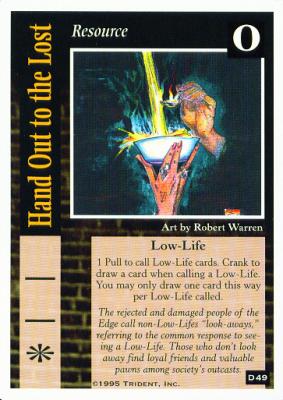 Hand Out to the Lost
Resource
0
Art by Robert Warren
Low-Life
1 Pull to call Low-Life cards. Crank to
draw a card when calling a Low-Life.
You may only draw one card this way
per Low-Life called.
The rejected and damaged people of the
Edge call non-Low-Lifes "look-aways,"
referring to the common response to see-
ing a Low-Life. Those who don't look
away find loyal friends and valuable
pawns among society's outcasts.
©1995 TRIDENT, INC.
D49